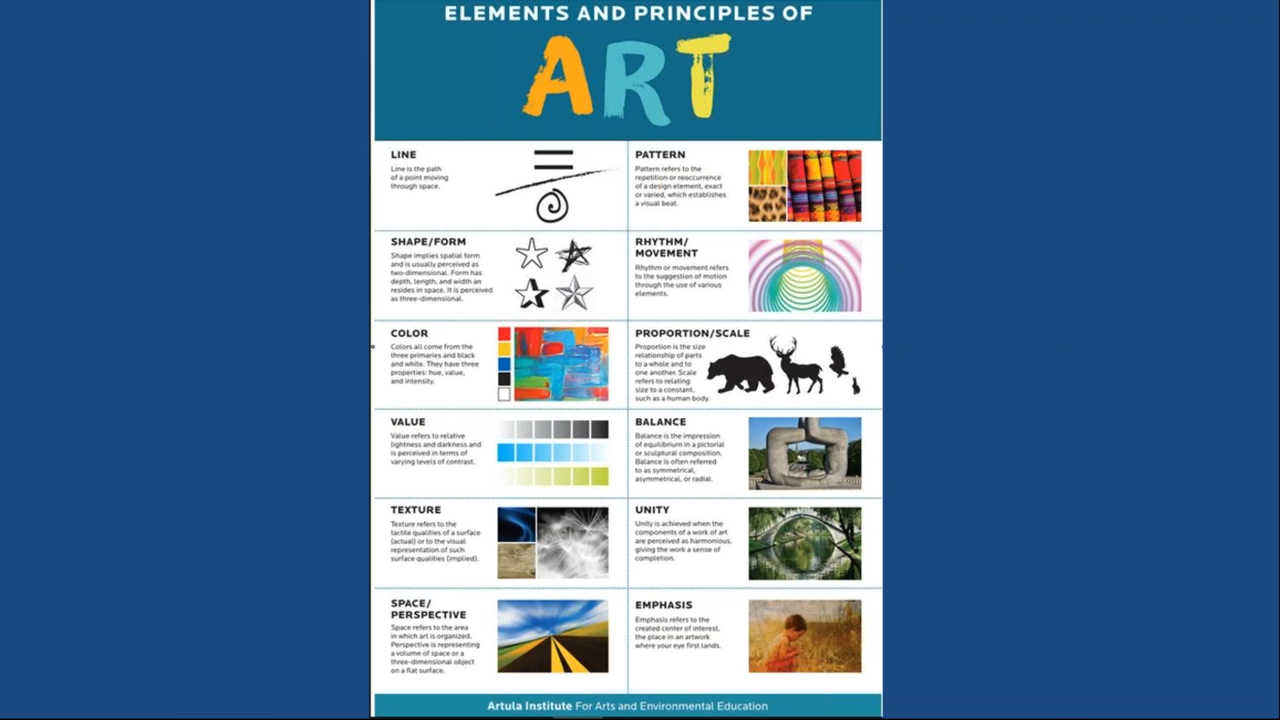 ELEMENTS AND PRINCIPLES OF
ART
LINE
Line is the path
of a point moving
through space.
SHAPE/FORM
Shape implies spatial form
and is usually perceived as
two-dimensional. Form has
depth, length, and width an
resides in space. It is perceived
as three-dimensional.
COLOR
Colors all come from the
three primaries and black
and white. They have three
properties: hue, value,
and intensity.
VALUE
Value refers to relative
lightness and darkness and
is perceived in terms of
varying levels of contrast.
TEXTURE
Texture refers to the
tactile qualities of a surface
(actual) or to the visual
representation of such
surface qualities (implied).
SPACE/
PERSPECTIVE
Space refers to the area
in which art is organized.
Perspective is representing
a volume of space or a
three-dimensional object
on a flat surface.
PATTERN
Pattern refers to the
repetition or reoccurrence
of a design element, exact
or varied, which establishes
a visual beat.
RHYTHM/
MOVEMENT
Rhythm or movement refers
to the suggestion of motion
through the use of various
elements.
PROPORTION/SCALE
Proportion is the size
relationship of parts
to a whole and to
one another. Scale
refers to relating
size to a constant,
such as a human body.
BALANCE
Balance is the impression
of equilibrium in a pictorial
or sculptural composition.
Balance is often referred
to as symmetrical,
asymmetrical, or radial.
UNITY
Unity is achieved when the
components of a work of art
are perceived as harmonious,
giving the work a sense of
completion.
EMPHASIS
Emphasis refers to the
created center of interest,
the place in an artwork
where your eye first lands.
Artula Institute For Arts and Environmental Education